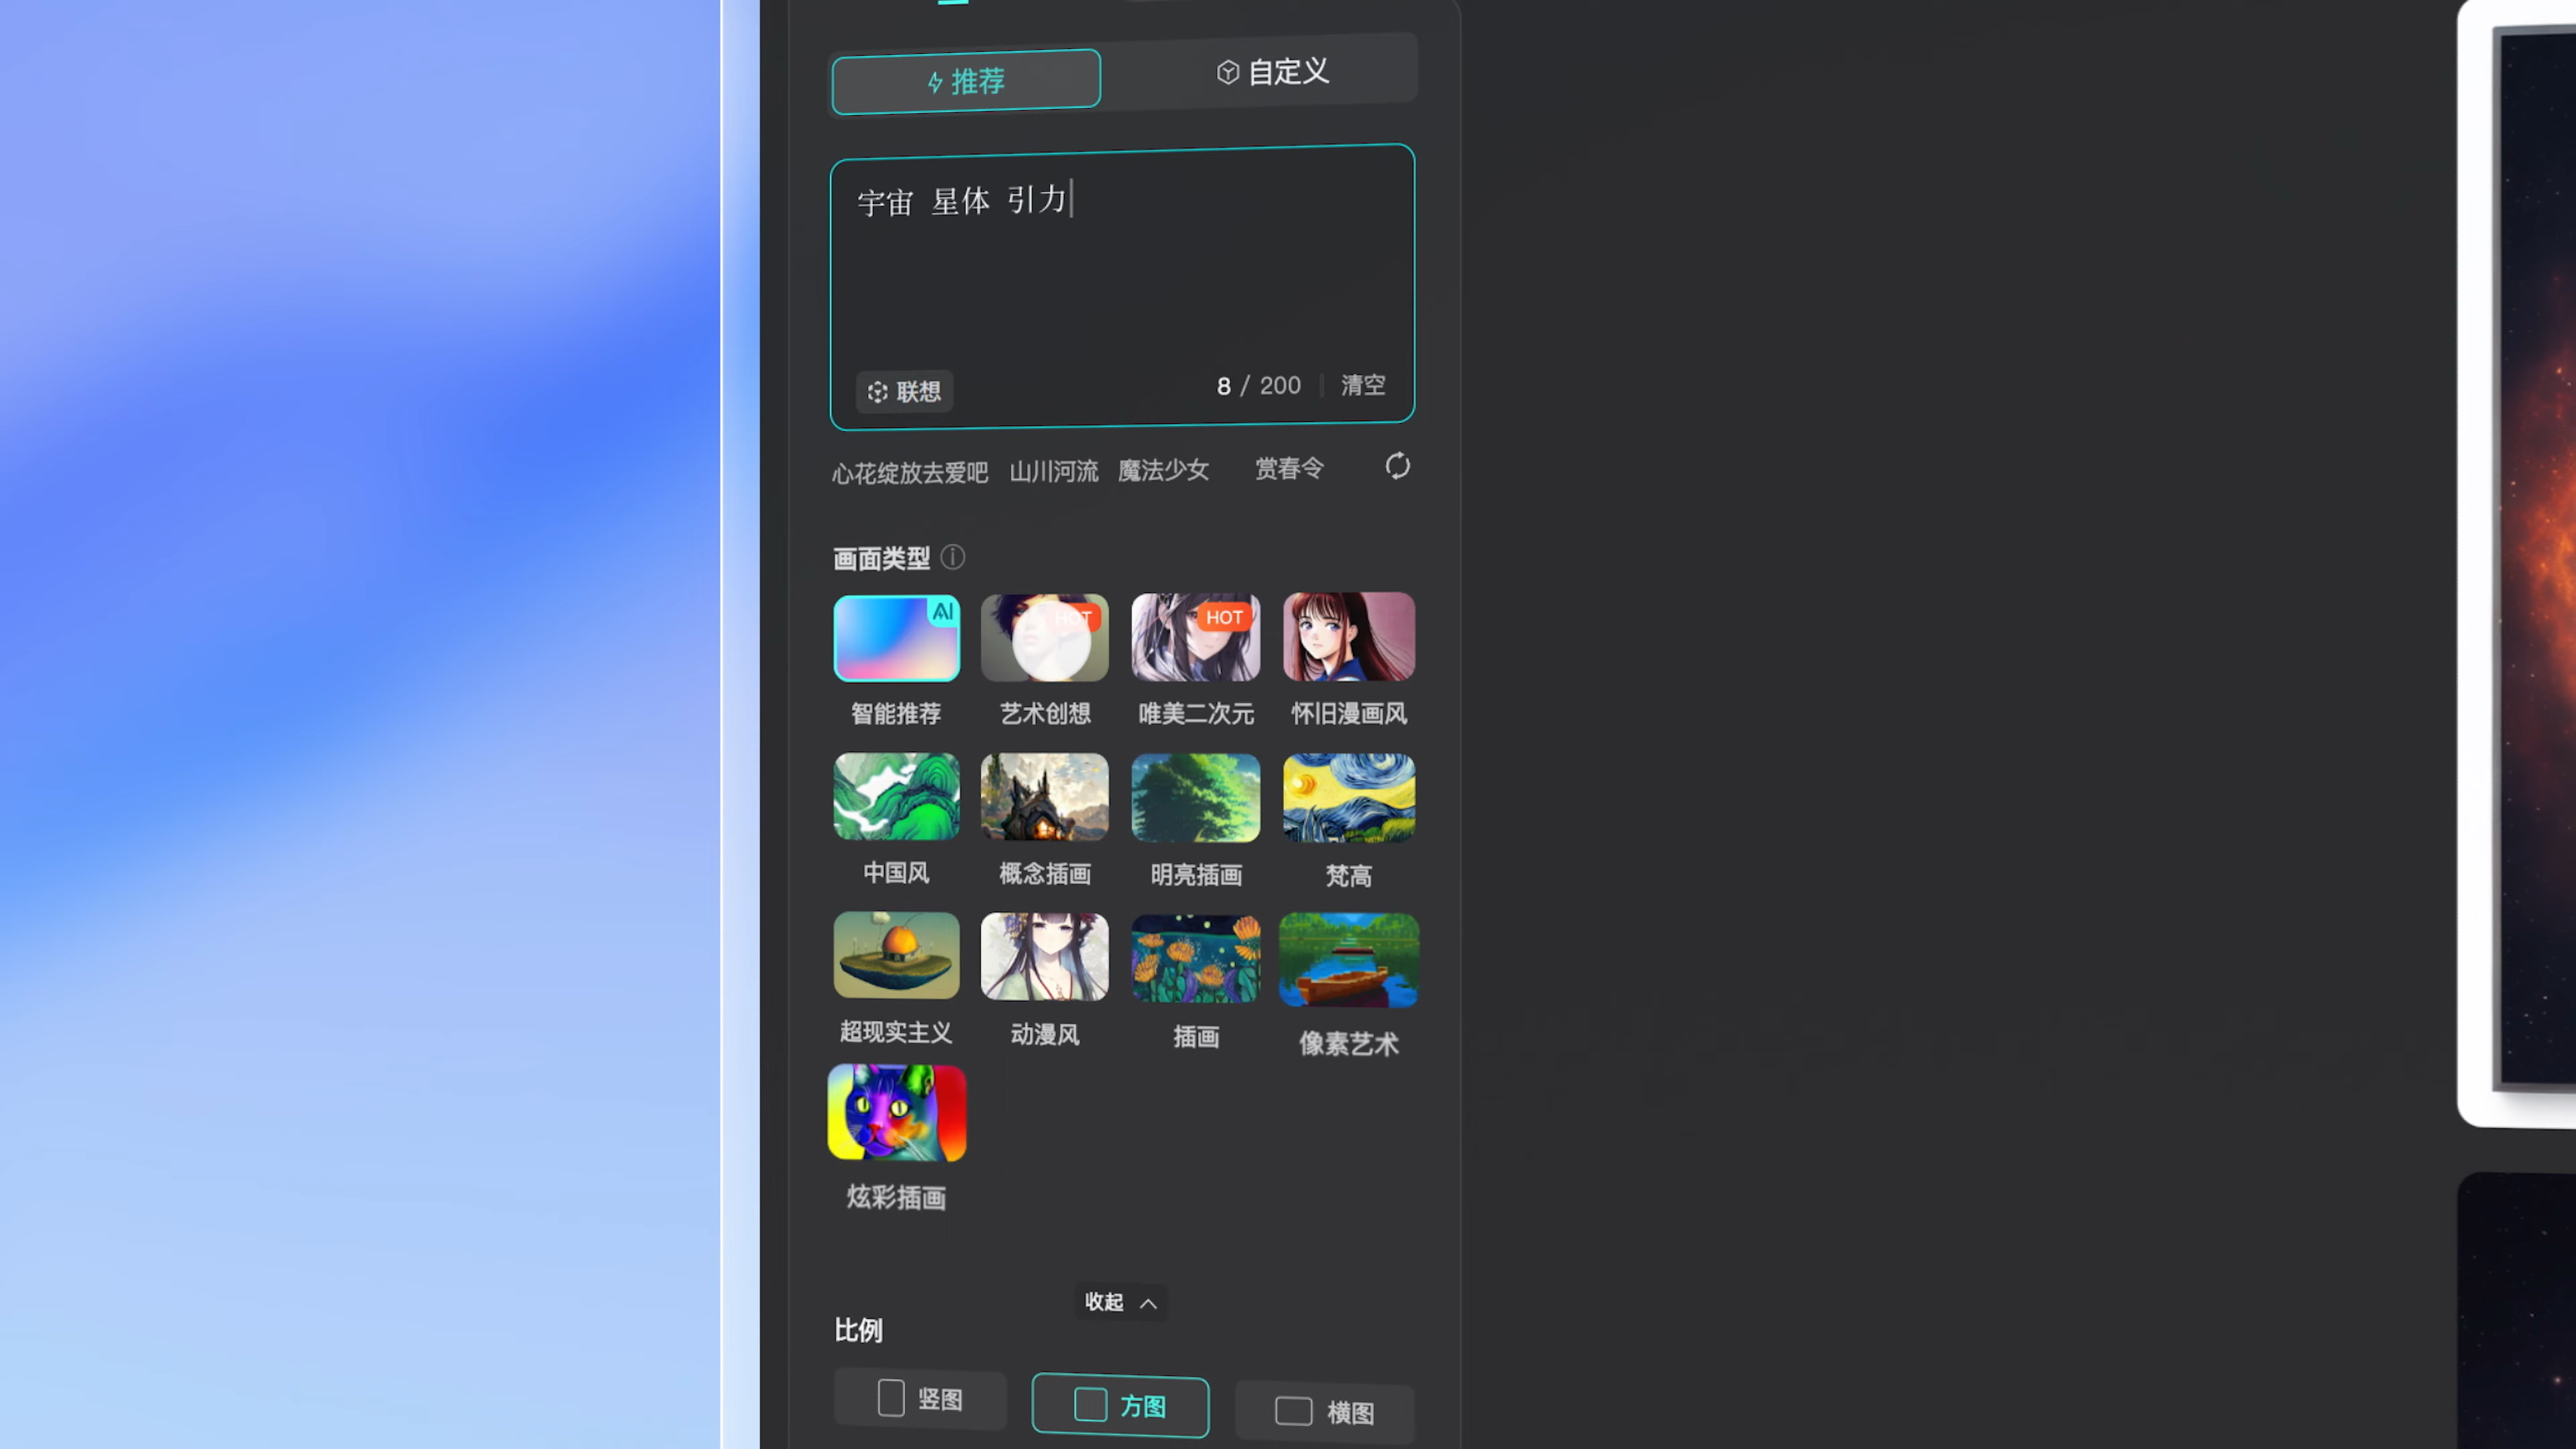 推荐 自定义
宇宙 星体 引力
联想 8 / 200 清空
心花绽放去爱吧 山川河流 魔法少女 赏春令
画面类型
AI HOT HOT
智能推荐 艺术创想 唯美二次元 怀旧漫画风
中国风 概念插画 明亮插画 梵高
超现实主义 动漫风 插画 像素艺术
炫彩插画
收起
比例
竖图 方图 横图